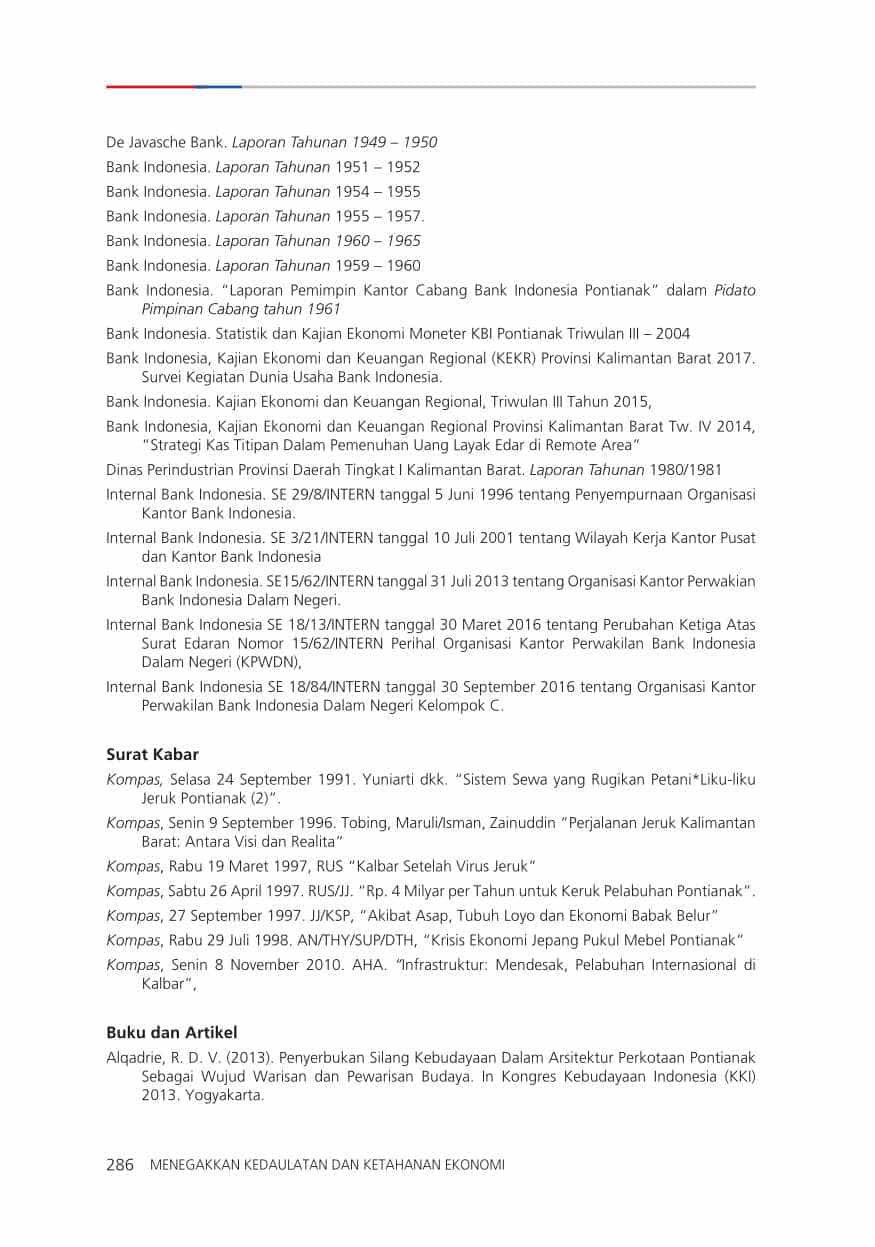 De Javasche Bank. Laporan Tahunan 1949 – 1950
Bank Indonesia. Laporan Tahunan 1951 – 1952
Bank Indonesia. Laporan Tahunan 1954 – 1955
Bank Indonesia. Laporan Tahunan 1955 – 1957.
Bank Indonesia. Laporan Tahunan 1960 – 1965
Bank Indonesia. Laporan Tahunan 1959 – 1960
Bank Indonesia. “Laporan Pemimpin Kantor Cabang Bank Indonesia Pontianak” dalam Pidato
Pimpinan Cabang tahun 1961
Bank Indonesia. Statistik dan Kajian Ekonomi Moneter KBI Pontianak Triwulan III – 2004
Bank Indonesia, Kajian Ekonomi dan Keuangan Regional (KEKR) Provinsi Kalimantan Barat 2017.
Survei Kegiatan Dunia Usaha Bank Indonesia.
Bank Indonesia. Kajian Ekonomi dan Keuangan Regional, Triwulan III Tahun 2015,
Bank Indonesia, Kajian Ekonomi dan Keuangan Regional Provinsi Kalimantan Barat Tw. IV 2014,
“Strategi Kas Titipan Dalam Pemenuhan Uang Layak Edar di Remote Area”
Dinas Perindustrian Provinsi Daerah Tingkat I Kalimantan Barat. Laporan Tahunan 1980/1981
Internal Bank Indonesia. SE 29/8/INTERN tanggal 5 Juni 1996 tentang Penyempurnaan Organisasi
Kantor Bank Indonesia.
Internal Bank Indonesia. SE 3/21/INTERN tanggal 10 Juli 2001 tentang Wilayah Kerja Kantor Pusat
dan Kantor Bank Indonesia
Internal Bank Indonesia. SE15/62/INTERN tanggal 31 Juli 2013 tentang Organisasi Kantor Perwakian
Bank Indonesia Dalam Negeri.
Internal Bank Indonesia SE 18/13/INTERN tanggal 30 Maret 2016 tentang Perubahan Ketiga Atas
Surat Edaran Nomor 15/62/INTERN Perihal Organisasi Kantor Perwakilan Bank Indonesia
Dalam Negeri (KPWDN),
Internal Bank Indonesia SE 18/84/INTERN tanggal 30 September 2016 tentang Organisasi Kantor
Perwakilan Bank Indonesia Dalam Negeri Kelompok C.
Surat Kabar
Kompas, Selasa 24 September 1991. Yuniarti dkk. “Sistem Sewa yang Rugikan Petani*Liku-liku
Jeruk Pontianak (2)”.
Kompas, Senin 9 September 1996. Tobing, Maruli/Isman, Zainuddin “Perjalanan Jeruk Kalimantan
Barat: Antara Visi dan Realita”
Kompas, Rabu 19 Maret 1997, RUS “Kalbar Setelah Virus Jeruk”
Kompas, Sabtu 26 April 1997. RUS/JJ. “Rp. 4 Milyar per Tahun untuk Keruk Pelabuhan Pontianak”.
Kompas, 27 September 1997. JJ/KSP, “Akibat Asap, Tubuh Loyo dan Ekonomi Babak Belur”
Kompas, Rabu 29 Juli 1998. AN/THY/SUP/DTH, “Krisis Ekonomi Jepang Pukul Mebel Pontianak”
Kompas, Senin 8 November 2010. AHA. “Infrastruktur: Mendesak, Pelabuhan Internasional di
Kalbar”,
Buku dan Artikel
Alqadrie, R. D. V. (2013). Penyerbukan Silang Kebudayaan Dalam Arsitektur Perkotaan Pontianak
Sebagai Wujud Warisan dan Pewarisan Budaya. In Kongres Kebudayaan Indonesia (KKI)
2013. Yogyakarta.
286 MENEGAKKAN KEDAULATAN DAN KETAHANAN EKONOMI